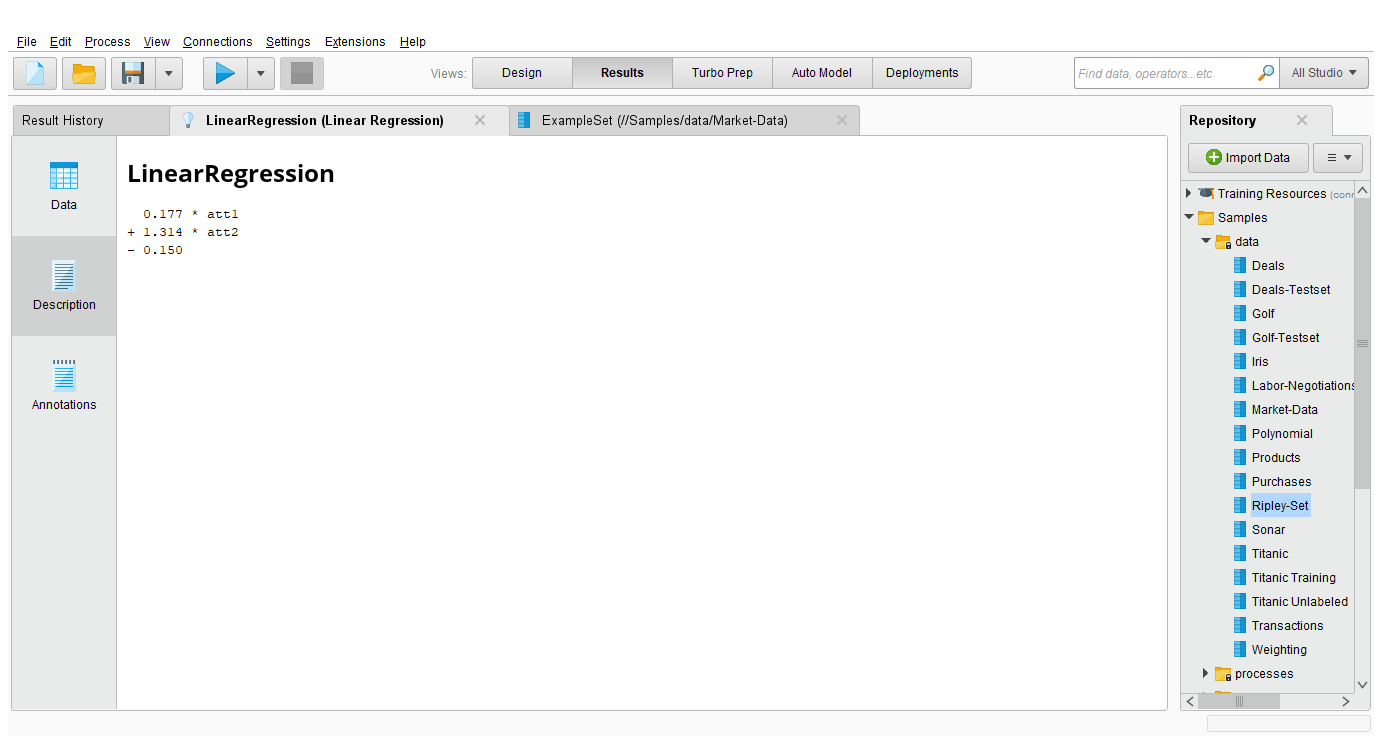 File Edit Process View Connections Settings Extensions Help
Views: Design Results Turbo Prep Auto Model Deployments Find data, operators...etc All Studio
Result History LinearRegression (Linear Regression) ExampleSet (//Samples/data/Market-Data) Repository
Import Data
LinearRegression
0.177 * att1
+ 1.314 * att2
- 0.150
Data
Description
Annotations
Training Resources (conr
Samples
data
Deals
Deals-Testset
Golf
Golf-Testset
Iris
Labor-Negotiations
Market-Data
Polynomial
Products
Purchases
Ripley-Set
Sonar
Titanic
Titanic Training
Titanic Unlabeled
Transactions
Weighting
processes